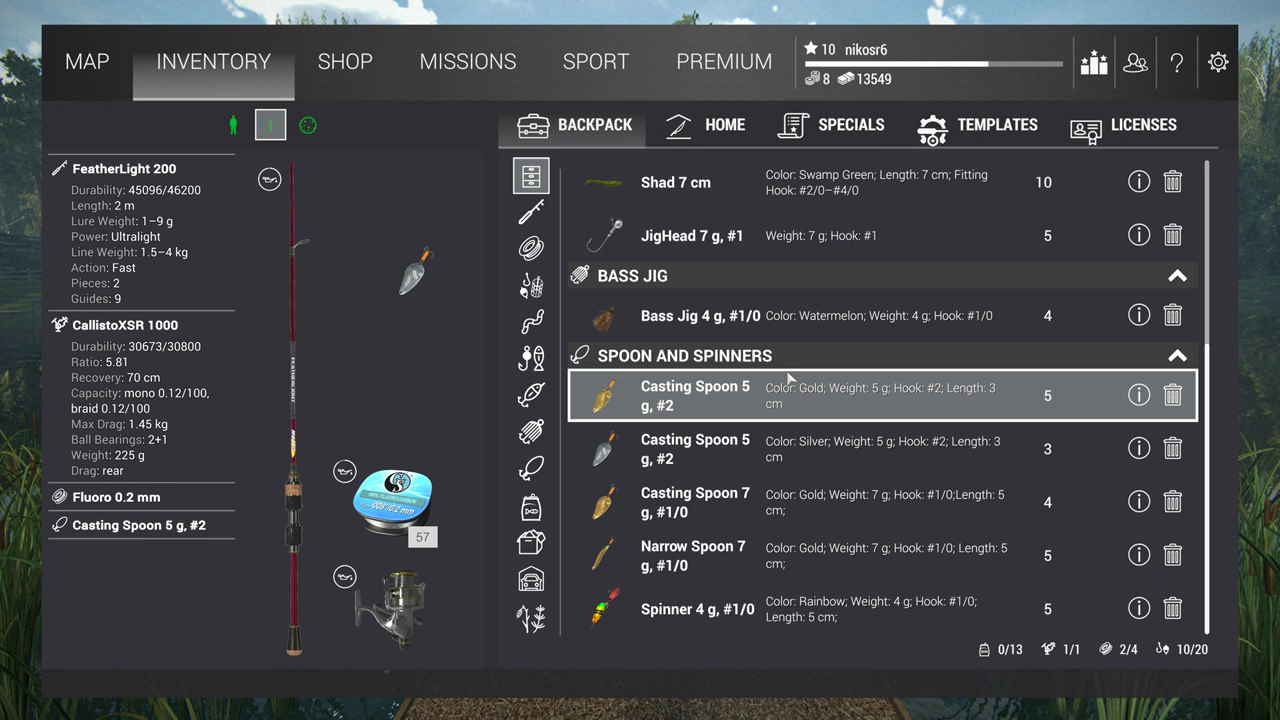 MAP
INVENTORY
SHOP
MISSIONS
SPORT
PREMIUM
10 nikosr6
8 13549
1
BACKPACK
HOME
SPECIALS
TEMPLATES
LICENSES
FeatherLight 200
Durability: 45096/46200
Length: 2 m
Lure Weight: 1–9 g
Power: Ultralight
Line Weight: 1.5–4 kg
Action: Fast
Pieces: 2
Guides: 9
CallistoXSR 1000
Durability: 30673/30800
Ratio: 5.81
Recovery: 70 cm
Capacity: mono 0.12/100,
braid 0.12/100
Max Drag: 1.45 kg
Ball Bearings: 2+1
Weight: 225 g
Drag: rear
Fluoro 0.2 mm
Casting Spoon 5 g, #2
FEATHERLIGHT
100% FLUOROCARBON
.008" 0.2 mm
57
Shad 7 cm
Color: Swamp Green; Length: 7 cm; Fitting
Hook: #2/0–#4/0
10
JigHead 7 g, #1
Weight: 7 g; Hook: #1
5
BASS JIG
Bass Jig 4 g, #1/0
Color: Watermelon; Weight: 4 g; Hook: #1/0
4
SPOON AND SPINNERS
Casting Spoon 5
g, #2
Color: Gold; Weight: 5 g; Hook: #2; Length: 3
cm
5
Casting Spoon 5
g, #2
Color: Silver; Weight: 5 g; Hook: #2; Length: 3
cm
3
Casting Spoon 7
g, #1/0
Color: Gold; Weight: 7 g; Hook: #1/0;Length: 5
cm;
4
Narrow Spoon 7
g, #1/0
Color: Gold; Weight: 7 g; Hook: #1/0; Length: 5
cm;
5
Spinner 4 g, #1/0
Color: Rainbow; Weight: 4 g; Hook: #1/0;
Length: 5 cm;
5
0/13
1/1
2/4
10/20